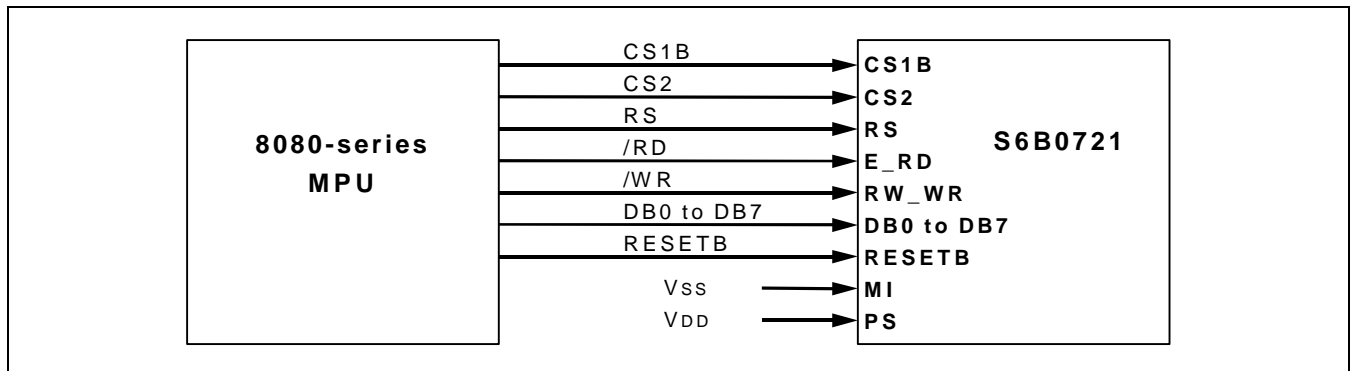 8080-series
MPU
CS1B
CS2
RS
/RD
/WR
DB0 to DB7
RESETB
VSS
VDD
CS1B
CS2
RS
E_RD
RW_WR
DB0 to DB7
RESETB
MI
PS
S6B0721